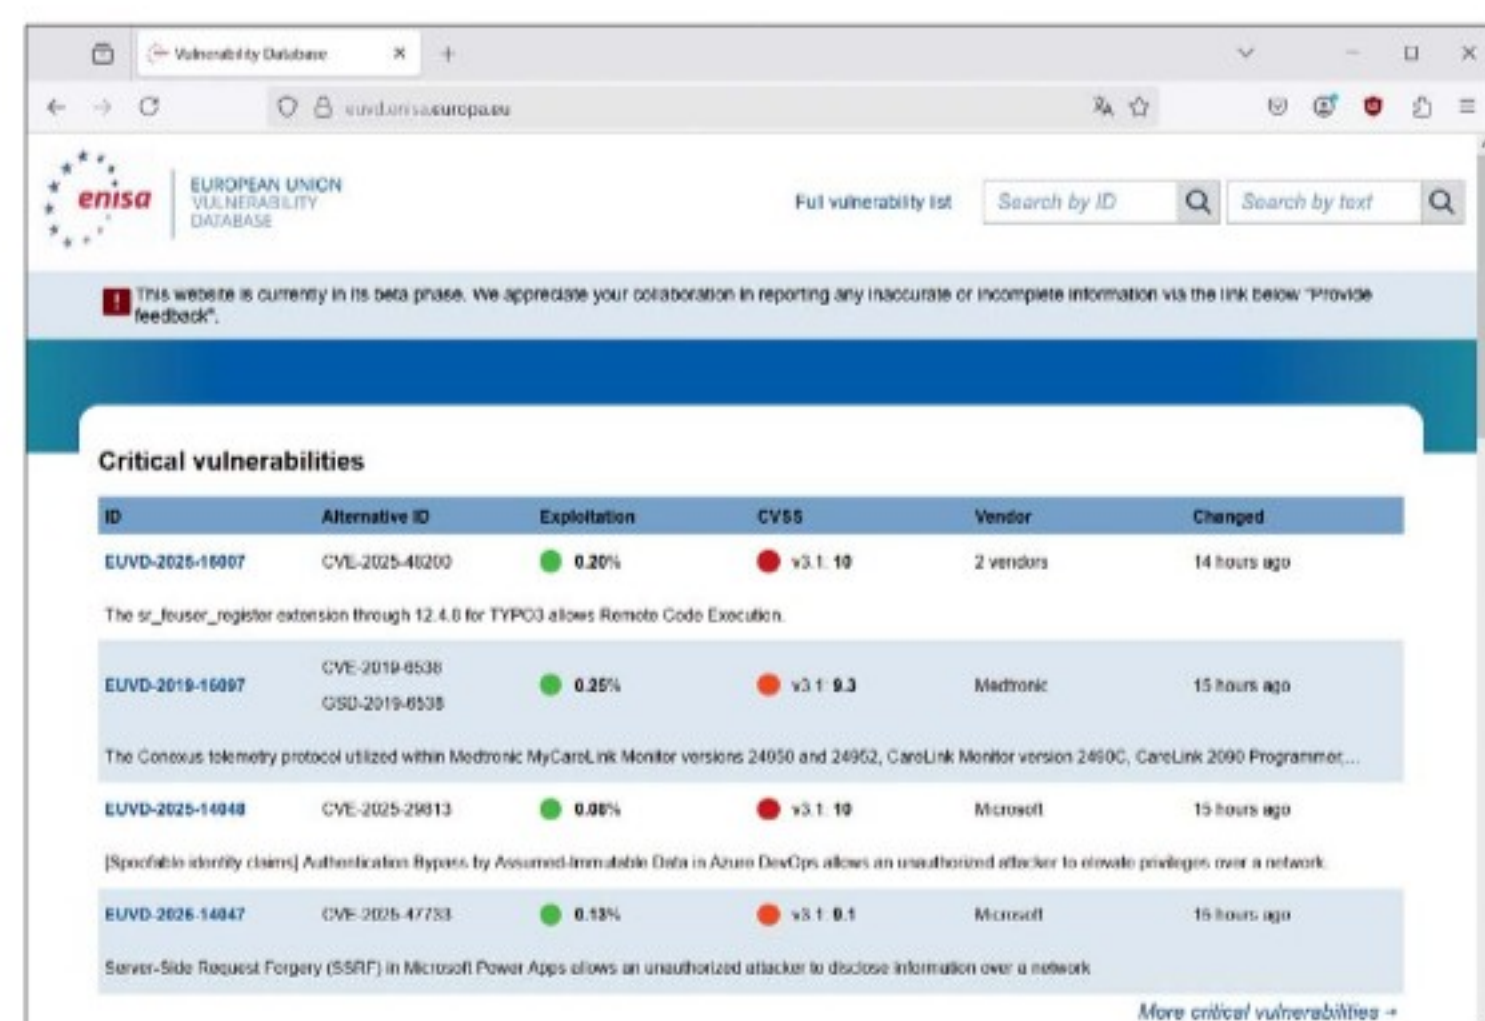 Vulnerability Database
euvd.enisa.europa.eu
enisa
EUROPEAN UNION
VULNERABILITY
DATABASE
Full vulnerability list
Search by ID
Search by text
This website is currently in its beta phase. We appreciate your collaboration in reporting any inaccurate or incomplete information via the link below "Provide
feedback".
Critical vulnerabilities
ID Alternative ID Exploitation CVSS Vendor Changed
EUVD-2025-16007 CVE-2025-48200 0.20% v3.1: 10 2 vendors 14 hours ago
The sr_feuser_register extension through 12.4.8 for TYPO3 allows Remote Code Execution.
CVE-2019-6538
EUVD-2019-16097 0.25% v3.1: 9.3 Medtronic 15 hours ago
GSD-2019-6538
The Conexus telemetry protocol utilized within Medtronic MyCareLink Monitor versions 24950 and 24952, CareLink Monitor version 2490C, CareLink 2090 Programmer,...
EUVD-2025-14048 CVE-2025-29813 0.08% v3.1: 10 Microsoft 15 hours ago
[Spoofable identity claims] Authentication Bypass by Assumed-Immutable Data in Azure DevOps allows an unauthorized attacker to elevate privileges over a network.
EUVD-2025-14047 CVE-2025-47733 0.13% v3.1: 9.1 Microsoft 16 hours ago
Server-Side Request Forgery (SSRF) in Microsoft Power Apps allows an unauthorized attacker to disclose information over a network
More critical vulnerabilities →